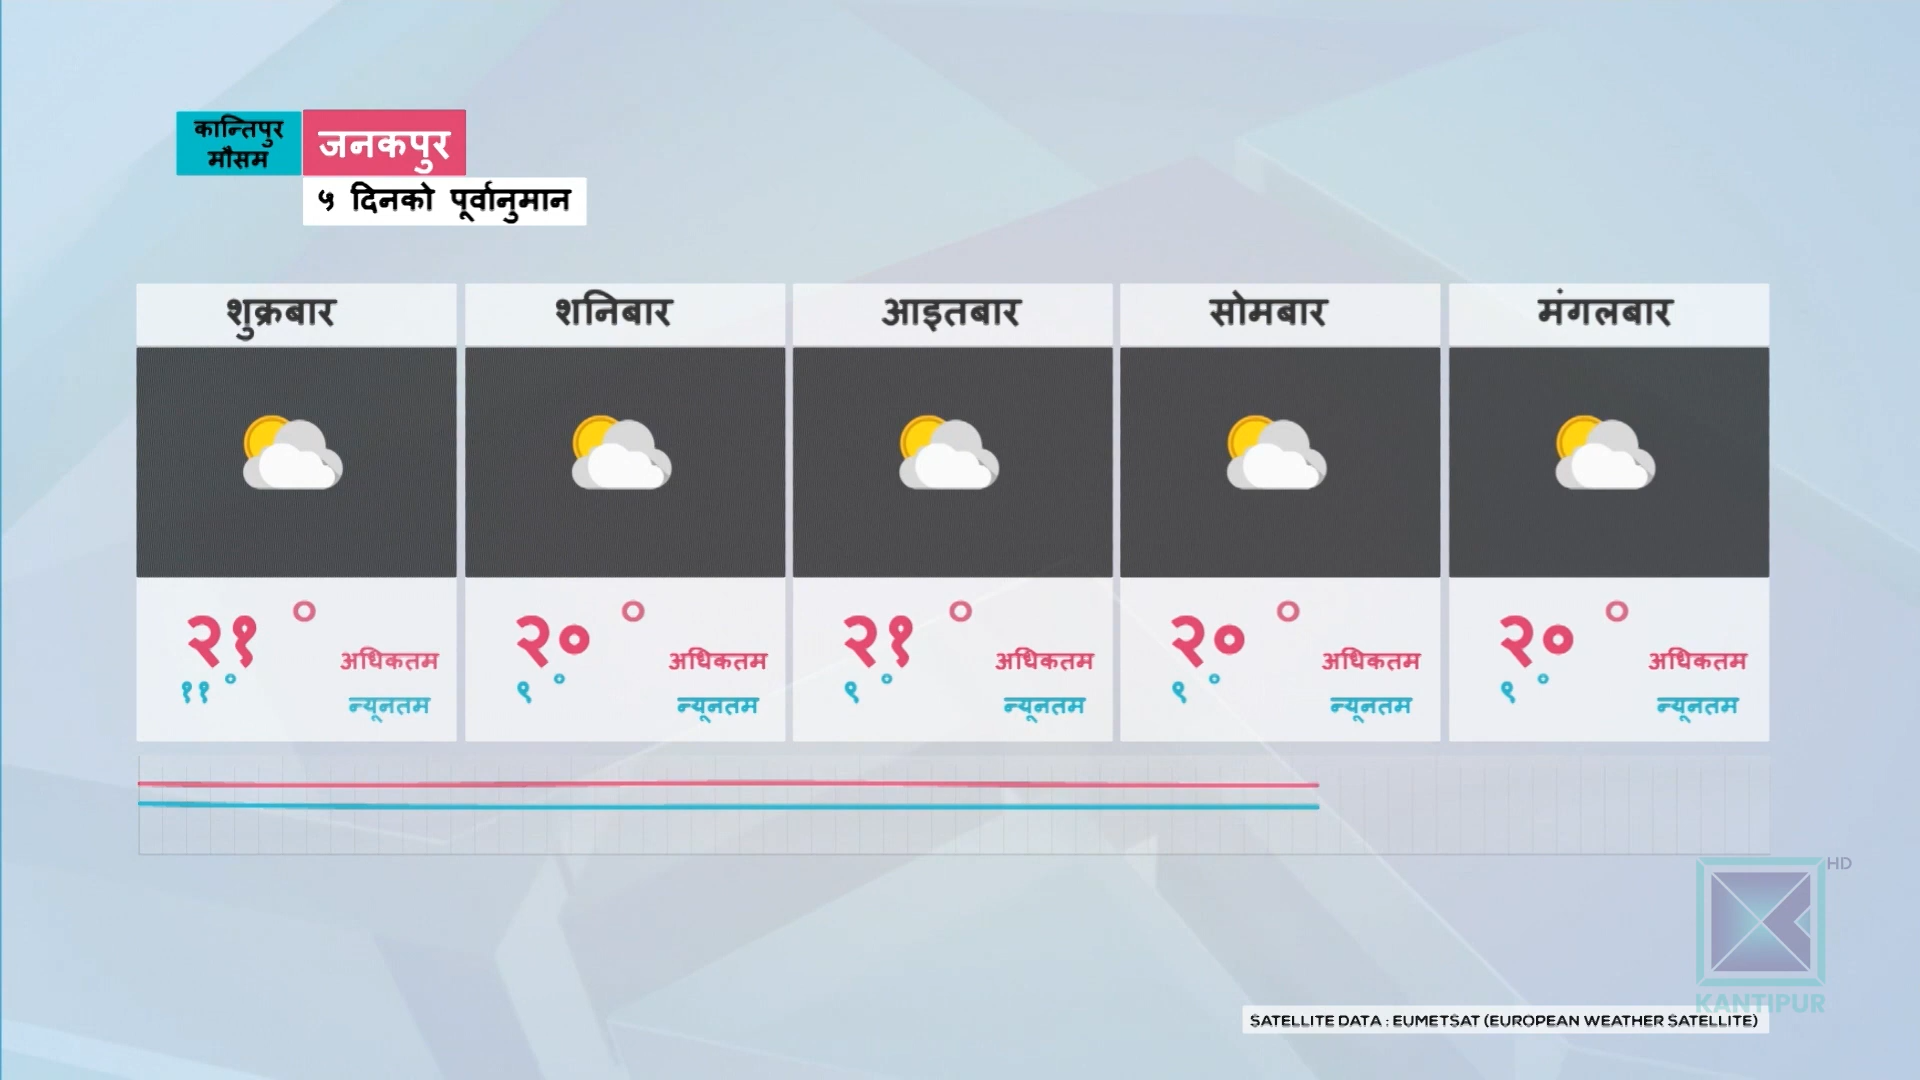 कान्तिपुर
मौसम
जनकपुर
५ दिनको पूर्वानुमान
शुक्रबार
शनिबार
आइतबार
सोमबार
मंगलबार
२१°
अधिकतम
११°
न्यूनतम
२०°
अधिकतम
९°
न्यूनतम
२१°
अधिकतम
९°
न्यूनतम
२०°
अधिकतम
९°
न्यूनतम
२०°
अधिकतम
९°
न्यूनतम
HD
KANTIPUR
SATELLITE DATA : EUMETSAT (EUROPEAN WEATHER SATELLITE)